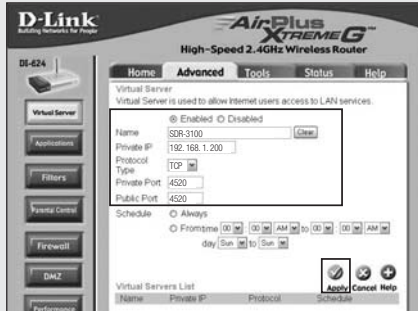 D-Link
Building Networks for People
AirPlus
XTREME G™
High-Speed 2.4GHz Wireless Router
DI-624
Home Advanced Tools Status Help
Virtual Server
Virtual Server is used to allow Internet users access to LAN services.
Virtual Server
Enabled Disabled
Name SDR-3100 Clear
Applications
Private IP 192.168.1.200
Protocol Type TCP
Filters
Private Port 4520
Public Port 4520
Parental Control
Schedule Always
From time 00 : 00 AM to 00 : 00 AM
day Sun to Sun
Firewall
DMZ
Apply Cancel Help
Virtual Servers List
Name Private IP Protocol Schedule
Performance